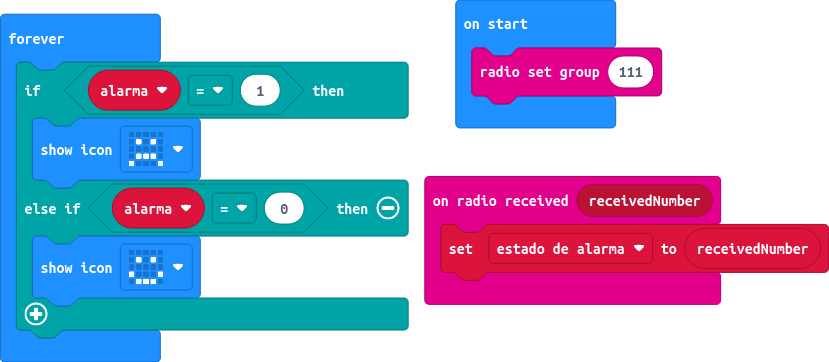 forever
if alarma = 1 then
show icon
else if alarma = 0 then
show icon
on start
radio set group 111
on radio received receivedNumber
set estado de alarma to receivedNumber